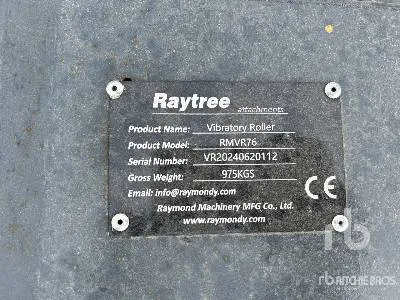 Raytree
attachments
Product Name: Vibratory Roller
Product Model: RMVR76
Serial Number: VR20240620112
Gross Weight: 975KGS
Email: info@raymondy.com
CE
Raymond Machinery MFG Co., Ltd.
www.raymondy.com
rb
RITCHIE BROS.